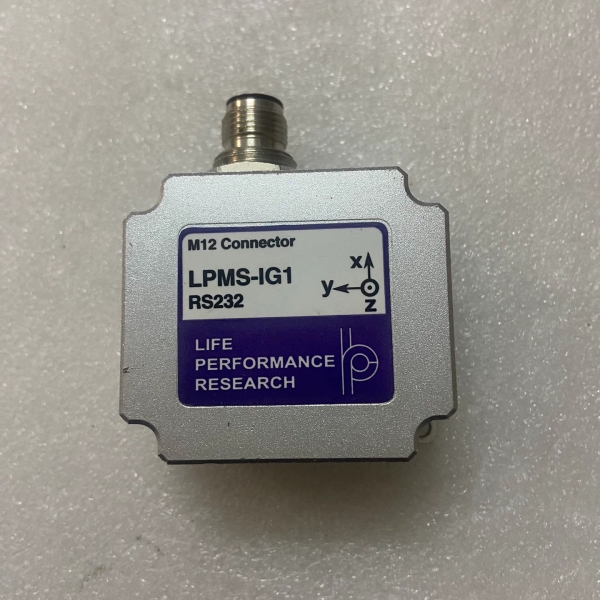 M12 Connector
LPMS-IG1
RS232
x
y
z
LIFE
PERFORMANCE
RESEARCH